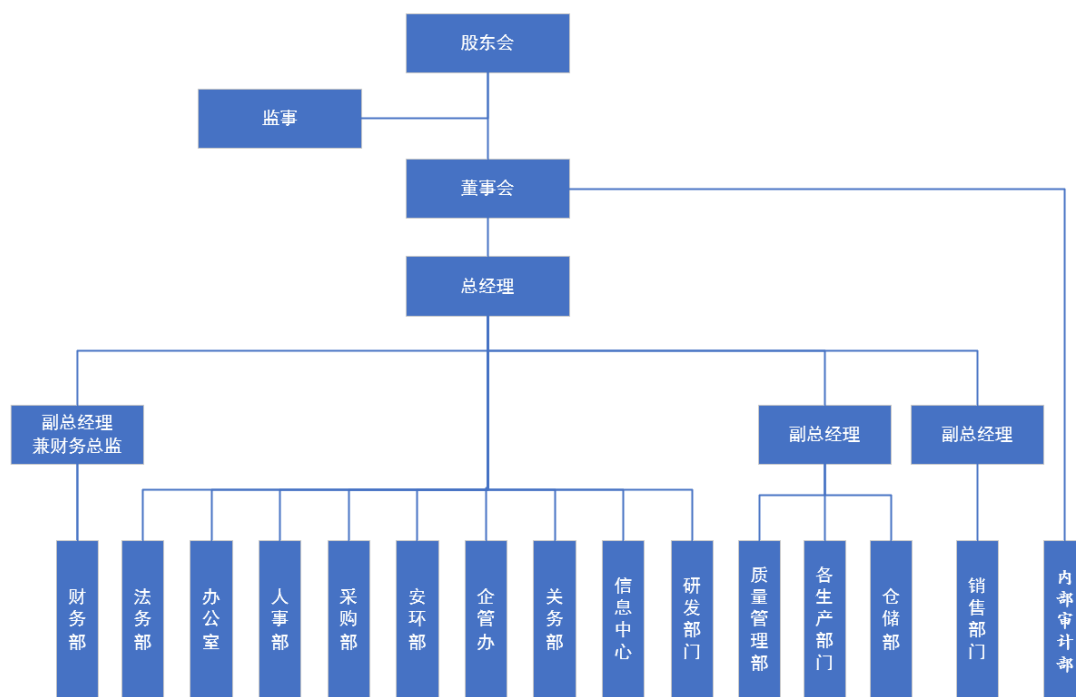 股东会
监事
董事会
总经理
副总经理
兼财务总监
副总经理
副总经理
财务部
法务部
办公室
人事部
采购部
安环部
企管办
关务部
信息中心
研发部门
质量管理部
各生产部门
仓储部
销售部门
内部审计部